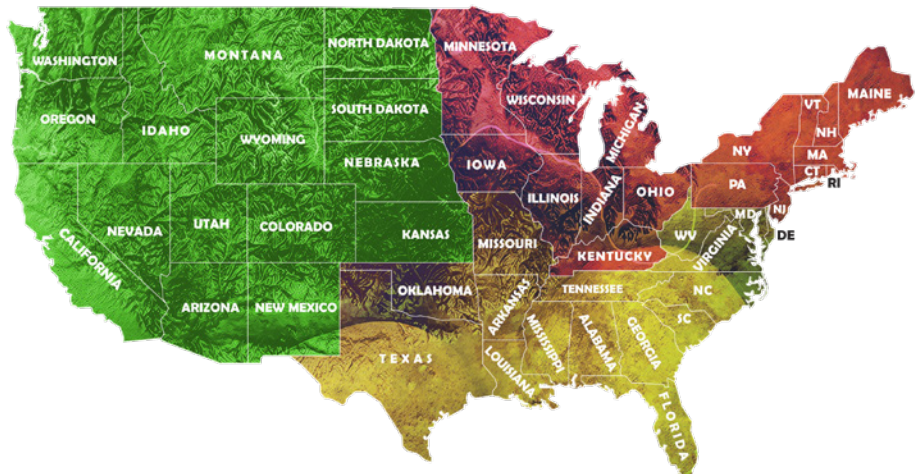 WASHINGTON
MONTANA
NORTH DAKOTA
MINNESOTA
MAINE
VT
NH
OREGON
IDAHO
WYOMING
SOUTH DAKOTA
WISCONSIN
MICHIGAN
NY
MA
CT
RI
NEBRASKA
IOWA
ILLINOIS
INDIANA
OHIO
PA
NJ
MD
DE
CALIFORNIA
NEVADA
UTAH
COLORADO
KANSAS
MISSOURI
KENTUCKY
WV
VIRGINIA
ARIZONA
NEW MEXICO
OKLAHOMA
ARKANSAS
TENNESSEE
NC
SC
TEXAS
LOUISIANA
MISSISSIPPI
ALABAMA
GEORGIA
FLORIDA